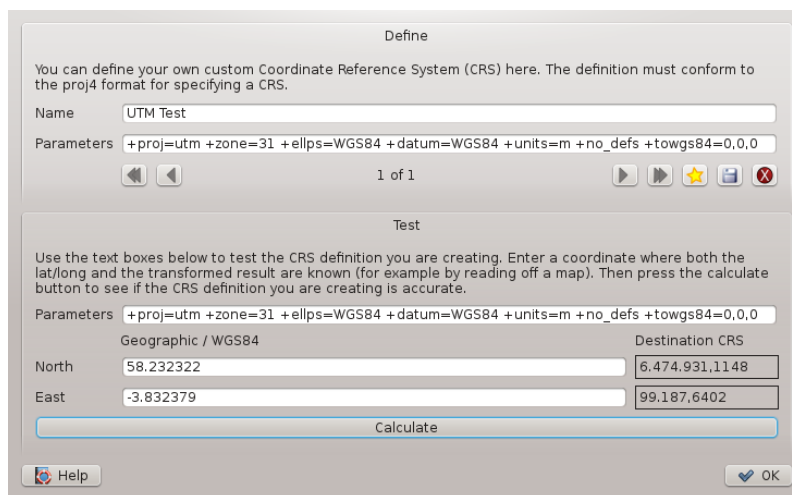 Define
You can define your own custom Coordinate Reference System (CRS) here. The definition must conform to
the proj4 format for specifying a CRS.
Name UTM Test
Parameters +proj=utm +zone=31 +ellps=WGS84 +datum=WGS84 +units=m +no_defs +towgs84=0,0,0
1 of 1
Test
Use the text boxes below to test the CRS definition you are creating. Enter a coordinate where both the
lat/long and the transformed result are known (for example by reading off a map). Then press the calculate
button to see if the CRS definition you are creating is accurate.
Parameters +proj=utm +zone=31 +ellps=WGS84 +datum=WGS84 +units=m +no_defs +towgs84=0,0,0
Geographic / WGS84 Destination CRS
North 58.232322 6.474.931,1148
East -3.832379 99.187,6402
Calculate
Help OK